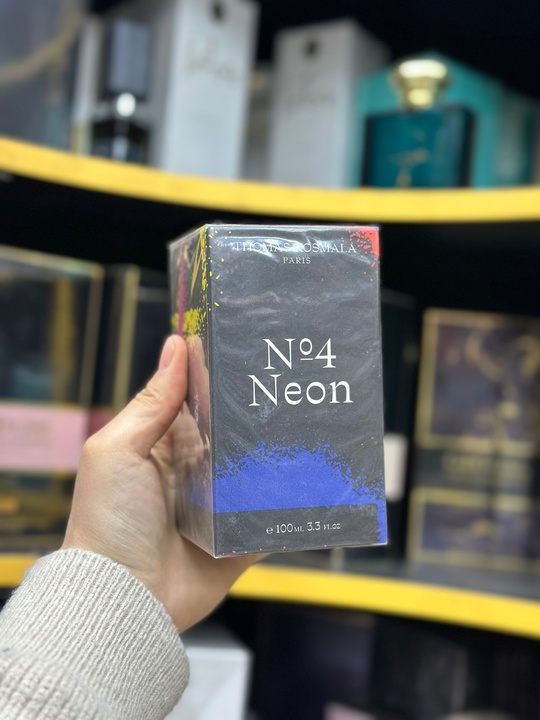 THOMAS KOSMALA
PARIS
Nº4
Neon
℮ 100ML 3.3 FL.OZ